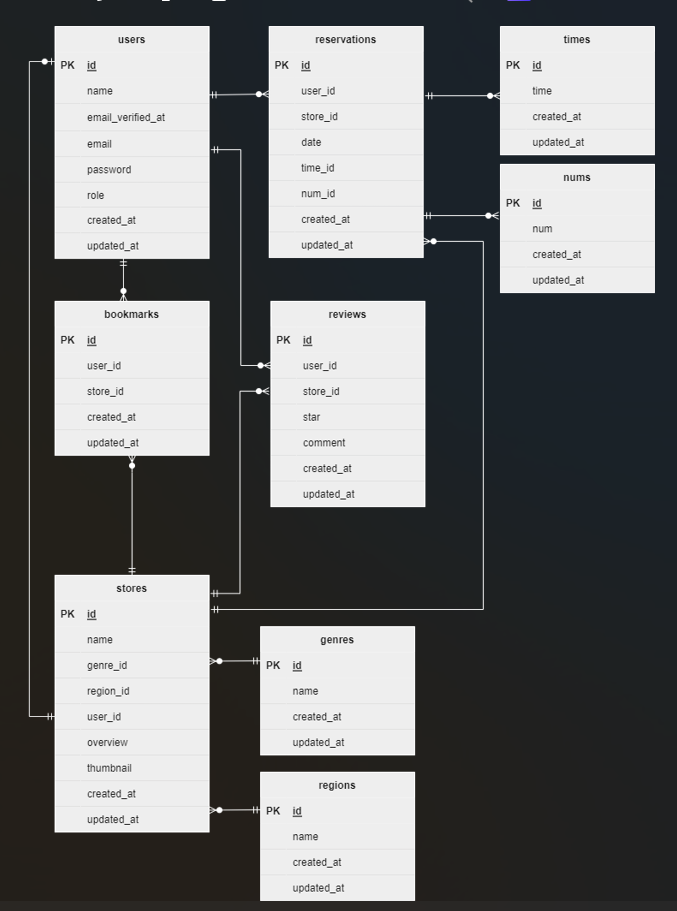 users
PK id
name
email_verified_at
email
password
role
created_at
updated_at
reservations
PK id
user_id
store_id
date
time_id
num_id
created_at
updated_at
times
PK id
time
created_at
updated_at
nums
PK id
num
created_at
updated_at
bookmarks
PK id
user_id
store_id
created_at
updated_at
reviews
PK id
user_id
store_id
star
comment
created_at
updated_at
stores
PK id
name
genre_id
region_id
user_id
overview
thumbnail
created_at
updated_at
genres
PK id
name
created_at
updated_at
regions
PK id
name
created_at
updated_at